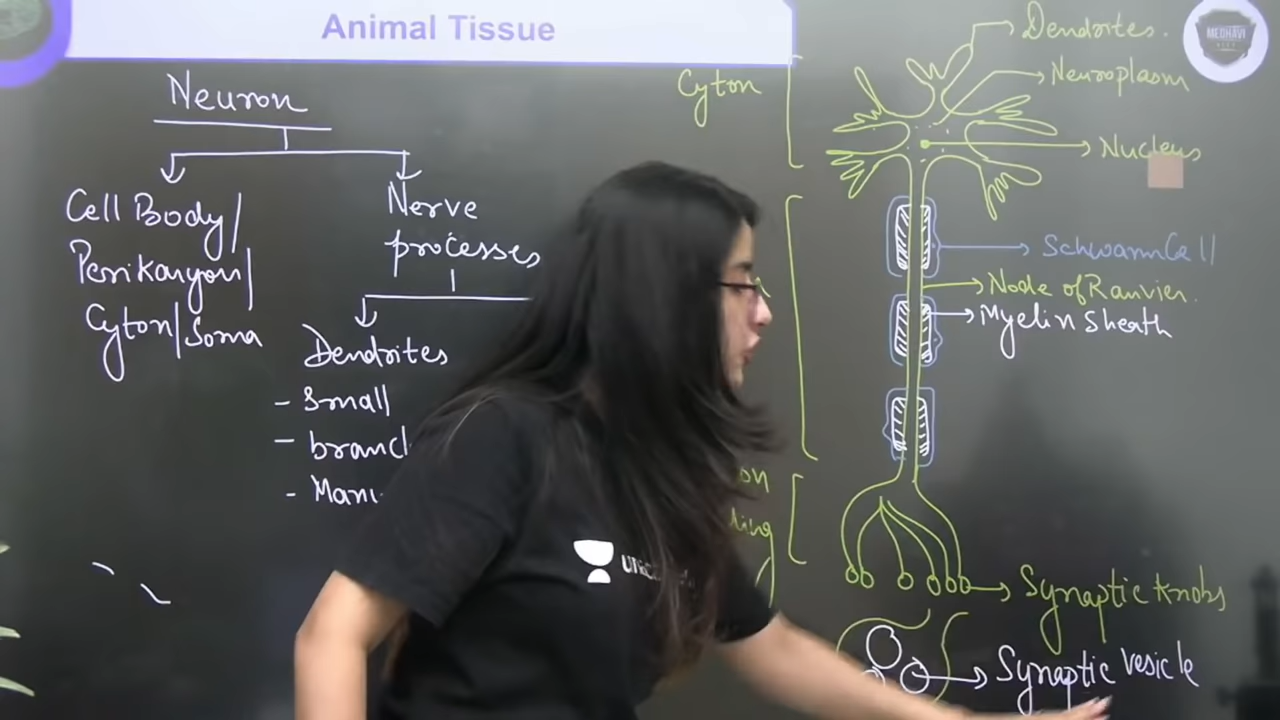 Animal Tissue
MEDHAVI
Neuron
Cell Body/
Perikaryon/
Cyton/Soma
Nerve
processes
Dendrites
- Small
-
-
Cyton
Dendrites.
Neuroplasm
Nucleus
Schwann Cell
Node of Ranvier.
Myelin Sheath
Synaptic Knobs
Synaptic vesicle